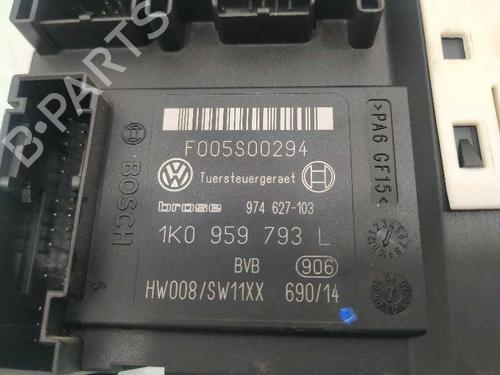 F005S00294
Tuersteuergeraet
brose 974 627-103
1K0 959 793 L
BVB 906
HW008/SW11XX 690/14
BOSCH
>PA6 GF15<
B-PARTS